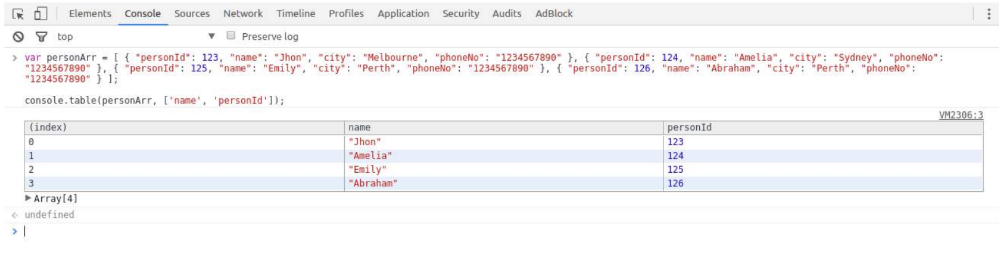 Elements Console Sources Network Timeline Profiles Application Security Audits AdBlock
top Preserve log
> var personArr = [ { "personId": 123, "name": "Jhon", "city": "Melbourne", "phoneNo": "1234567890" }, { "personId": 124, "name": "Amelia", "city": "Sydney", "phoneNo":
"1234567890" }, { "personId": 125, "name": "Emily", "city": "Perth", "phoneNo": "1234567890" }, { "personId": 126, "name": "Abraham", "city": "Perth", "phoneNo":
"1234567890" } ];
console.table(personArr, ['name', 'personId']);
VM2306:3
(index) name personId
0 "Jhon" 123
1 "Amelia" 124
2 "Emily" 125
3 "Abraham" 126
Array[4]
undefined
>